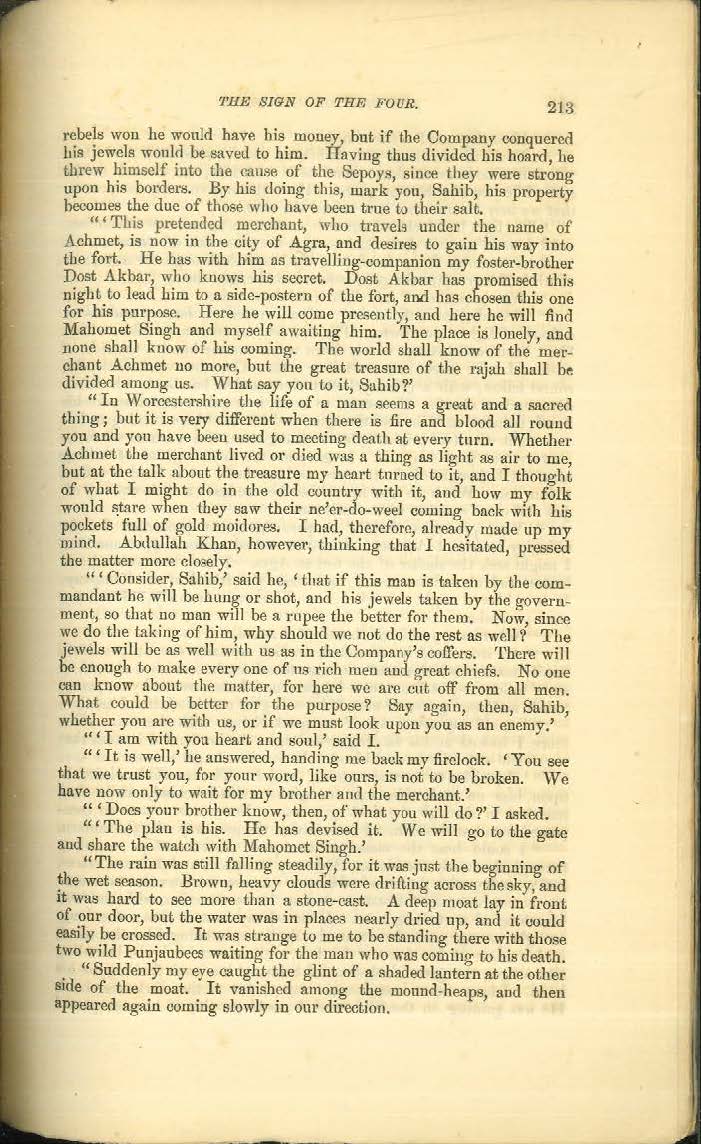 THE SIGN OF THE FOUR. 213
rebels won he would have his money, but if the Company conquered
his jewels would be saved to him. Having thus divided his hoard, he
threw himself into the cause of the Sepoys, since they were strong
upon his borders. By his doing this, mark you, Sahib, his property
becomes the due of those who have been true to their salt.
“‘This pretended merchant, who travels under the name of
Achmet, is now in the city of Agra, and desires to gain his way into
the fort. He has with him as travelling-companion my foster-brother
Dost Akbar, who knows his secret. Dost Akbar has promised this
night to lead him to a side-postern of the fort, and has chosen this one
for his purpose. Here he will come presently, and here he will find
Mahomet Singh and myself awaiting him. The place is lonely, and
none shall know of his coming. The world shall know of the mer-
chant Achmet no more, but the great treasure of the rajah shall be
divided among us. What say you to it, Sahib?’
“In Worcestershire the life of a man seems a great and a sacred
thing; but it is very different when there is fire and blood all round
you and you have been used to meeting death at every turn. Whether
Achmet the merchant lived or died was a thing as light as air to me,
but at the talk about the treasure my heart turned to it, and I thought
of what I might do in the old country with it, and how my folk
would stare when they saw their ne’er-do-weel coming back with his
pockets full of gold moidores. I had, therefore, already made up my
mind. Abdullah Khan, however, thinking that I hesitated, pressed
the matter more closely.
“‘Consider, Sahib,’ said he, ‘that if this man is taken by the com-
mandant he will be hung or shot, and his jewels taken by the govern-
ment, so that no man will be a rupee the better for them. Now, since
we do the taking of him, why should we not do the rest as well? The
jewels will be as well with us as in the Company’s coffers. There will
be enough to make every one of us rich men and great chiefs. No one
can know about the matter, for here we are cut off from all men.
What could be better for the purpose? Say again, then, Sahib,
whether you are with us, or if we must look upon you as an enemy.’
“‘I am with you heart and soul,’ said I.
“‘It is well,’ he answered, handing me back my firelock. ‘You see
that we trust you, for your word, like ours, is not to be broken. We
have now only to wait for my brother and the merchant.’
“‘Does your brother know, then, of what you will do?’ I asked.
“‘The plan is his. He has devised it. We will go to the gate
and share the watch with Mahomet Singh.’
“The rain was still falling steadily, for it was just the beginning of
the wet season. Brown, heavy clouds were drifting across the sky, and
it was hard to see more than a stone-cast. A deep moat lay in front
of our door, but the water was in places nearly dried up, and it could
easily be crossed. It was strange to me to be standing there with those
two wild Punjaubees waiting for the man who was coming to his death.
“Suddenly my eye caught the glint of a shaded lantern at the other
side of the moat. It vanished among the mound-heaps, and then
appeared again coming slowly in our direction.